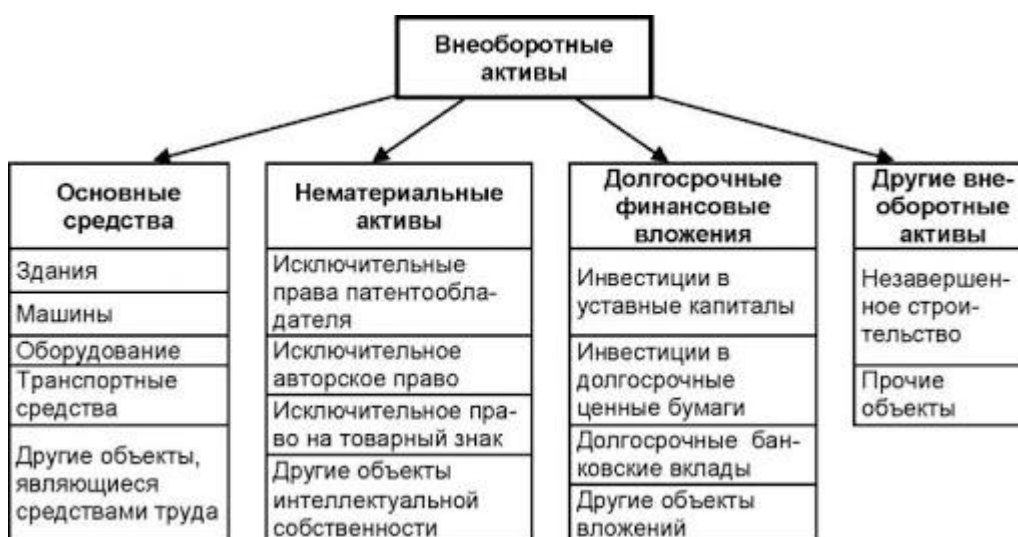 Внеоборотные
активы
Основные
средства
Здания
Машины
Оборудование
Транспортные
средства
Другие объекты,
являющиеся
средствами труда
Нематериальные
активы
Исключительные
права патентообла-
дателя
Исключительное
авторское право
Исключительное пра-
во на товарный знак
Другие объекты
интеллектуальной
собственности
Долгосрочные
финансовые
вложения
Инвестиции в
уставные капиталы
Инвестиции в
долгосрочные
ценные бумаги
Долгосрочные бан-
ковские вклады
Другие объекты
вложений
Другие вне-
оборотные
активы
Незавершен-
ное строи-
тельство
Прочие
объекты